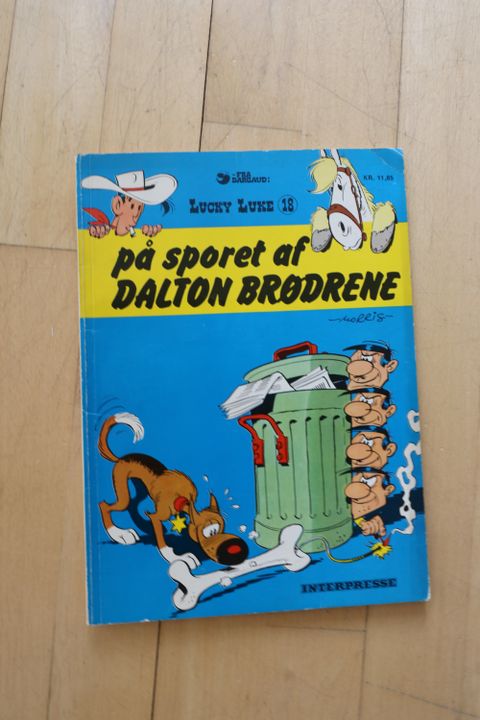 -FRA
DARGAUD:
KR. 11,85
LUCKY LUKE 18
på sporet af
DALTON BRØDRENE
-MORRIS-
INTERPRESSE